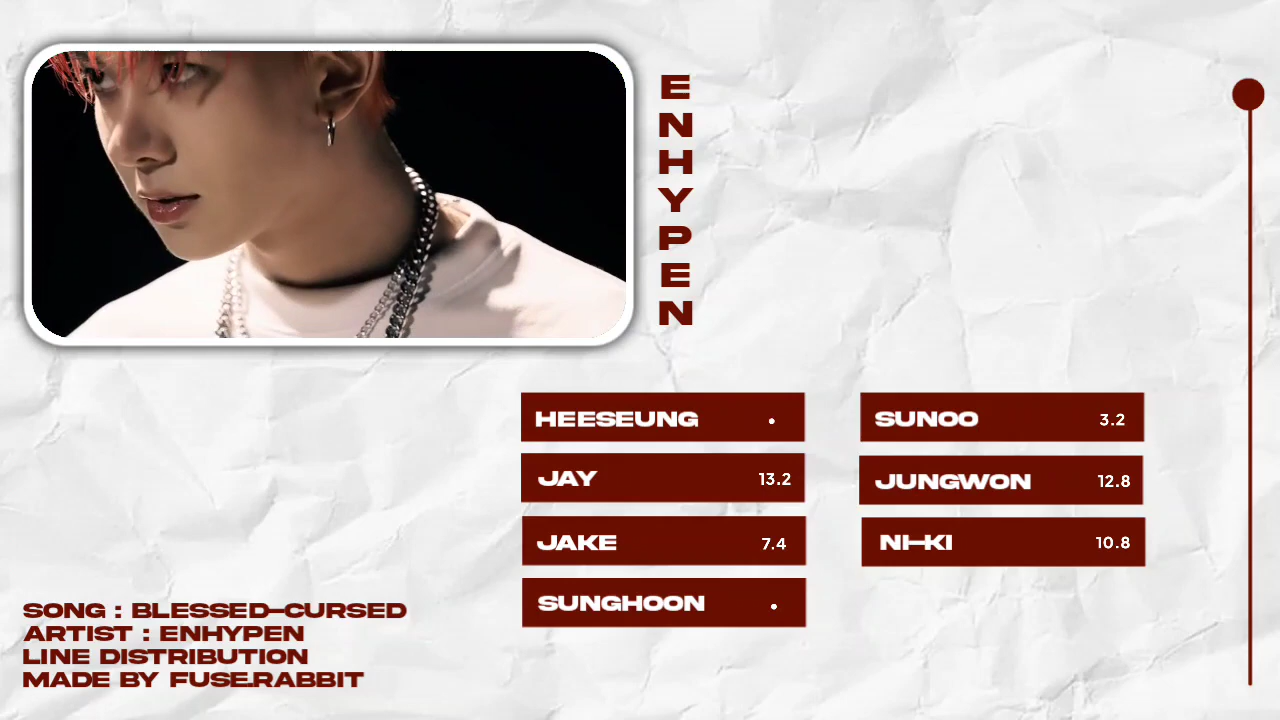 ENHYPEN
HEESEUNG •
JAY 13.2
JAKE 7.4
SUNGHOON •
SUNOO 3.2
JUNGWON 12.8
NI-KI 10.8
SONG : BLESSED-CURSED
ARTIST : ENHYPEN
LINE DISTRIBUTION
MADE BY FUSE.RABBIT